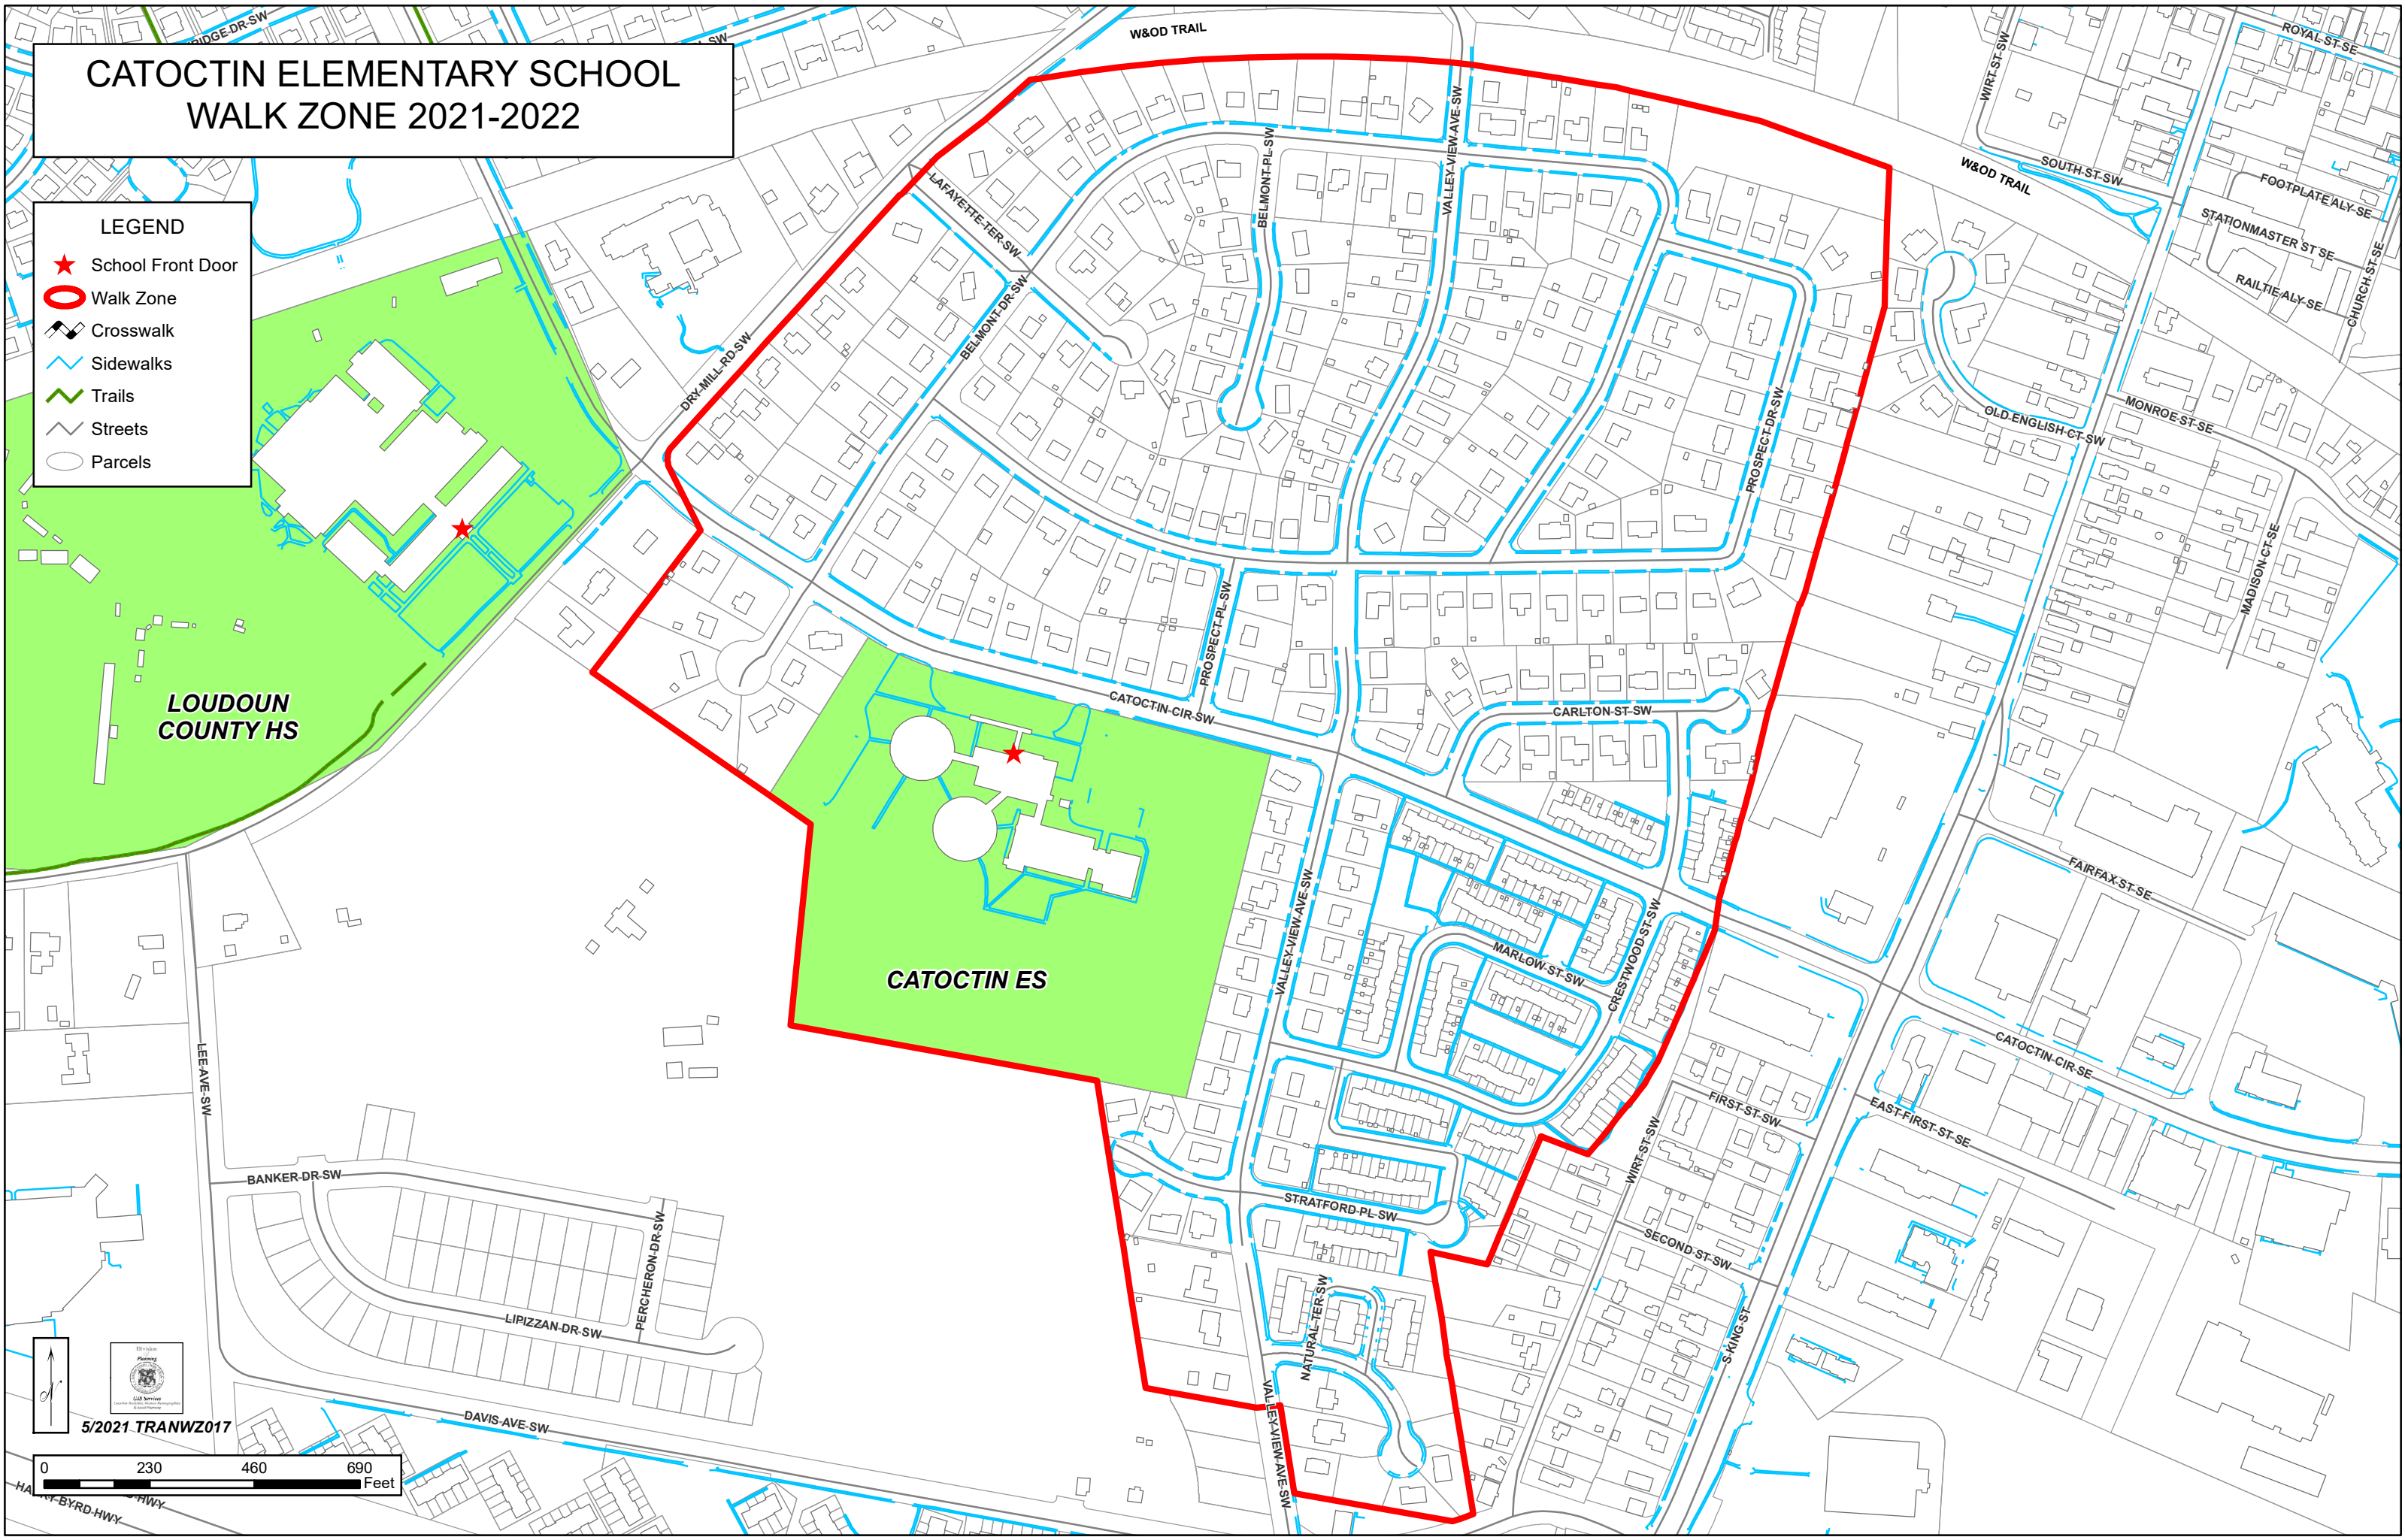 CATOCTIN ELEMENTARY SCHOOL
WALK ZONE 2021-2022
LEGEND
School Front Door
Walk Zone
Crosswalk
Sidewalks
Trails
Streets
Parcels
W&OD TRAIL
W&OD TRAIL
WIRT ST SW
ROYAL ST SE
SOUTH ST SW
FOOTPLATE ALY SE
STATIONMASTER ST SE
RAILTIE ALY SE
CHURCH ST SE
LAFAYETTE TER SW
BELMONT PL SW
VALLEY VIEW AVE SW
BELMONT DR SW
DRY MILL RD SW
PROSPECT DR SW
OLD ENGLISH CT SW
MONROE ST SE
MADISON CT SE
PROSPECT PL SW
CATOCTIN CIR SW
CARLTON ST SW
LOUDOUN
COUNTY HS
CATOCTIN ES
VALLEY VIEW AVE SW
MARLOW ST SW
CRESTWOOD ST SW
FAIRFAX ST SE
CATOCTIN CIR SE
EAST FIRST ST SE
FIRST ST SW
WIRT ST SW
SECOND ST SW
S KING ST
STRATFORD PL SW
NATURAL TER SW
VALLEY VIEW AVE SW
LEE AVE SW
BANKER DR SW
PERCHERON DR SW
LIPIZZAN DR SW
DAVIS AVE SW
N
5/2021 TRANWZ017
0 230 460 690
Feet